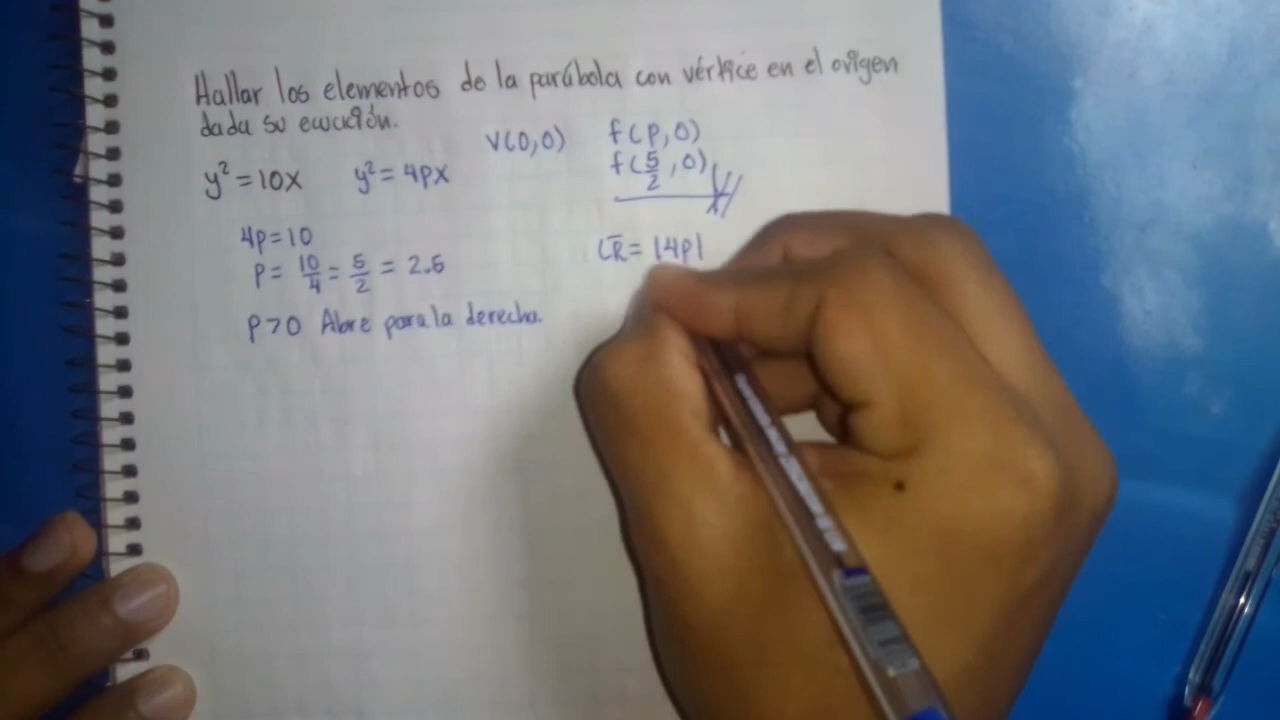 Hallar los elementos de la parábola con vértice en el origen
dada su ecuación.
V(0,0)
f(P,0)
y² = 10x
y² = 4Px
f(5/2, 0)
4p = 10
P = 10/4 = 5/2 = 2.5
P > 0 Abre para la derecha.
LR = |4P|